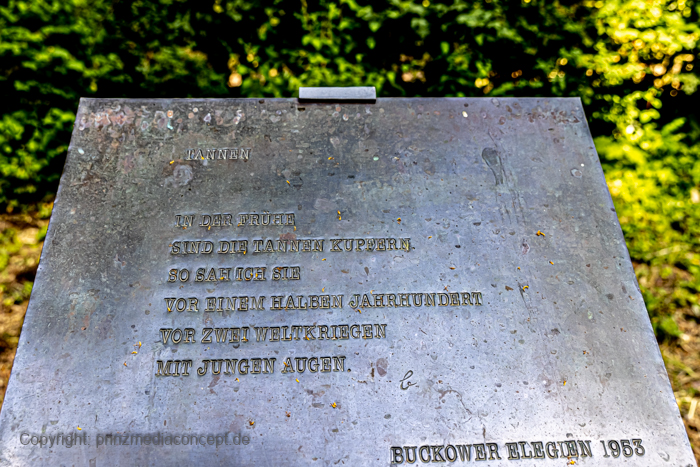 TANNEN
IN DER FRÜHE
SIND DIE TANNEN KUPFERN.
SO SAH ICH SIE
VOR EINEM HALBEN JAHRHUNDERT
VOR ZWEI WELTKRIEGEN
MIT JUNGEN AUGEN.
b
BUCKOWER ELEGIEN 1953
Copyright: prinzmediaconcept.de